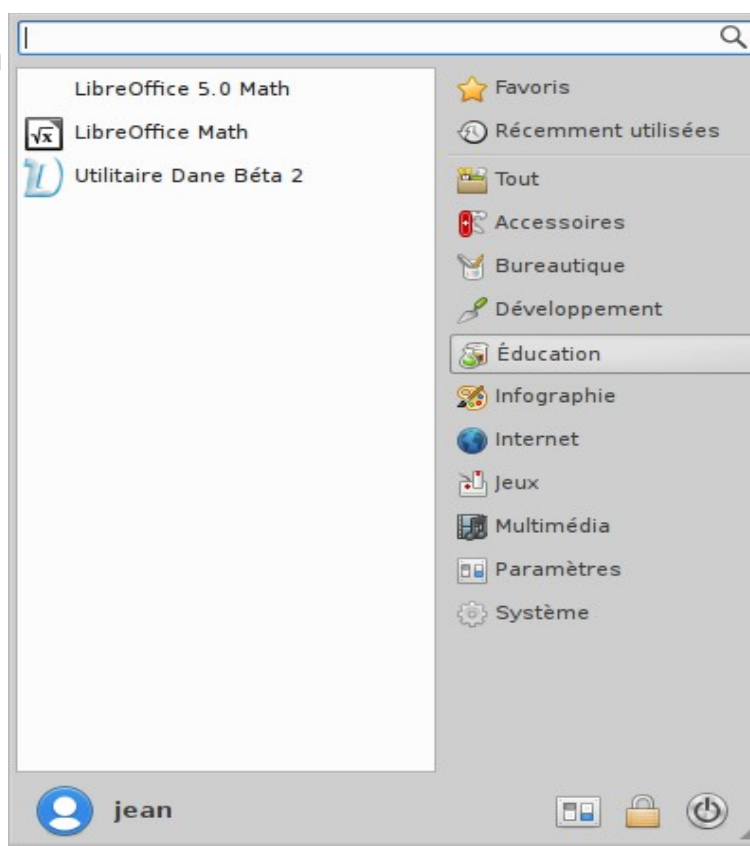 LibreOffice 5.0 Math
LibreOffice Math
Utilitaire Dane Béta 2
Favoris
Récemment utilisées
Tout
Accessoires
Bureautique
Développement
Éducation
Infographie
Internet
Jeux
Multimédia
Paramètres
Système
jean